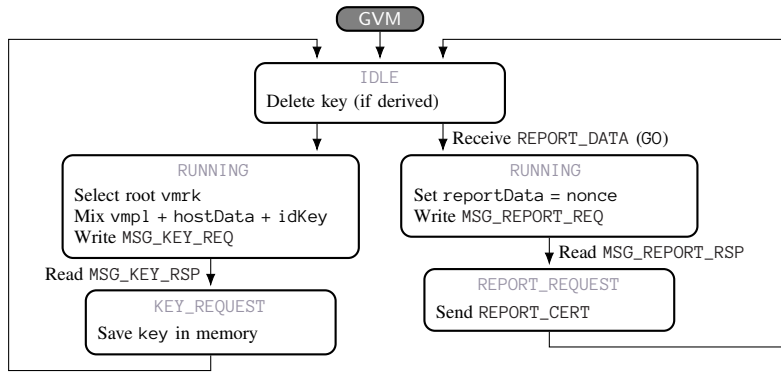 GVM
IDLE
Delete key (if derived)
Receive REPORT_DATA (GO)
RUNNING
Select root vmrk
Mix vmpl + hostData + idKey
Write MSG_KEY_REQ
RUNNING
Set reportData = nonce
Write MSG_REPORT_REQ
Read MSG_KEY_RSP
Read MSG_REPORT_RSP
KEY_REQUEST
Save key in memory
REPORT_REQUEST
Send REPORT_CERT